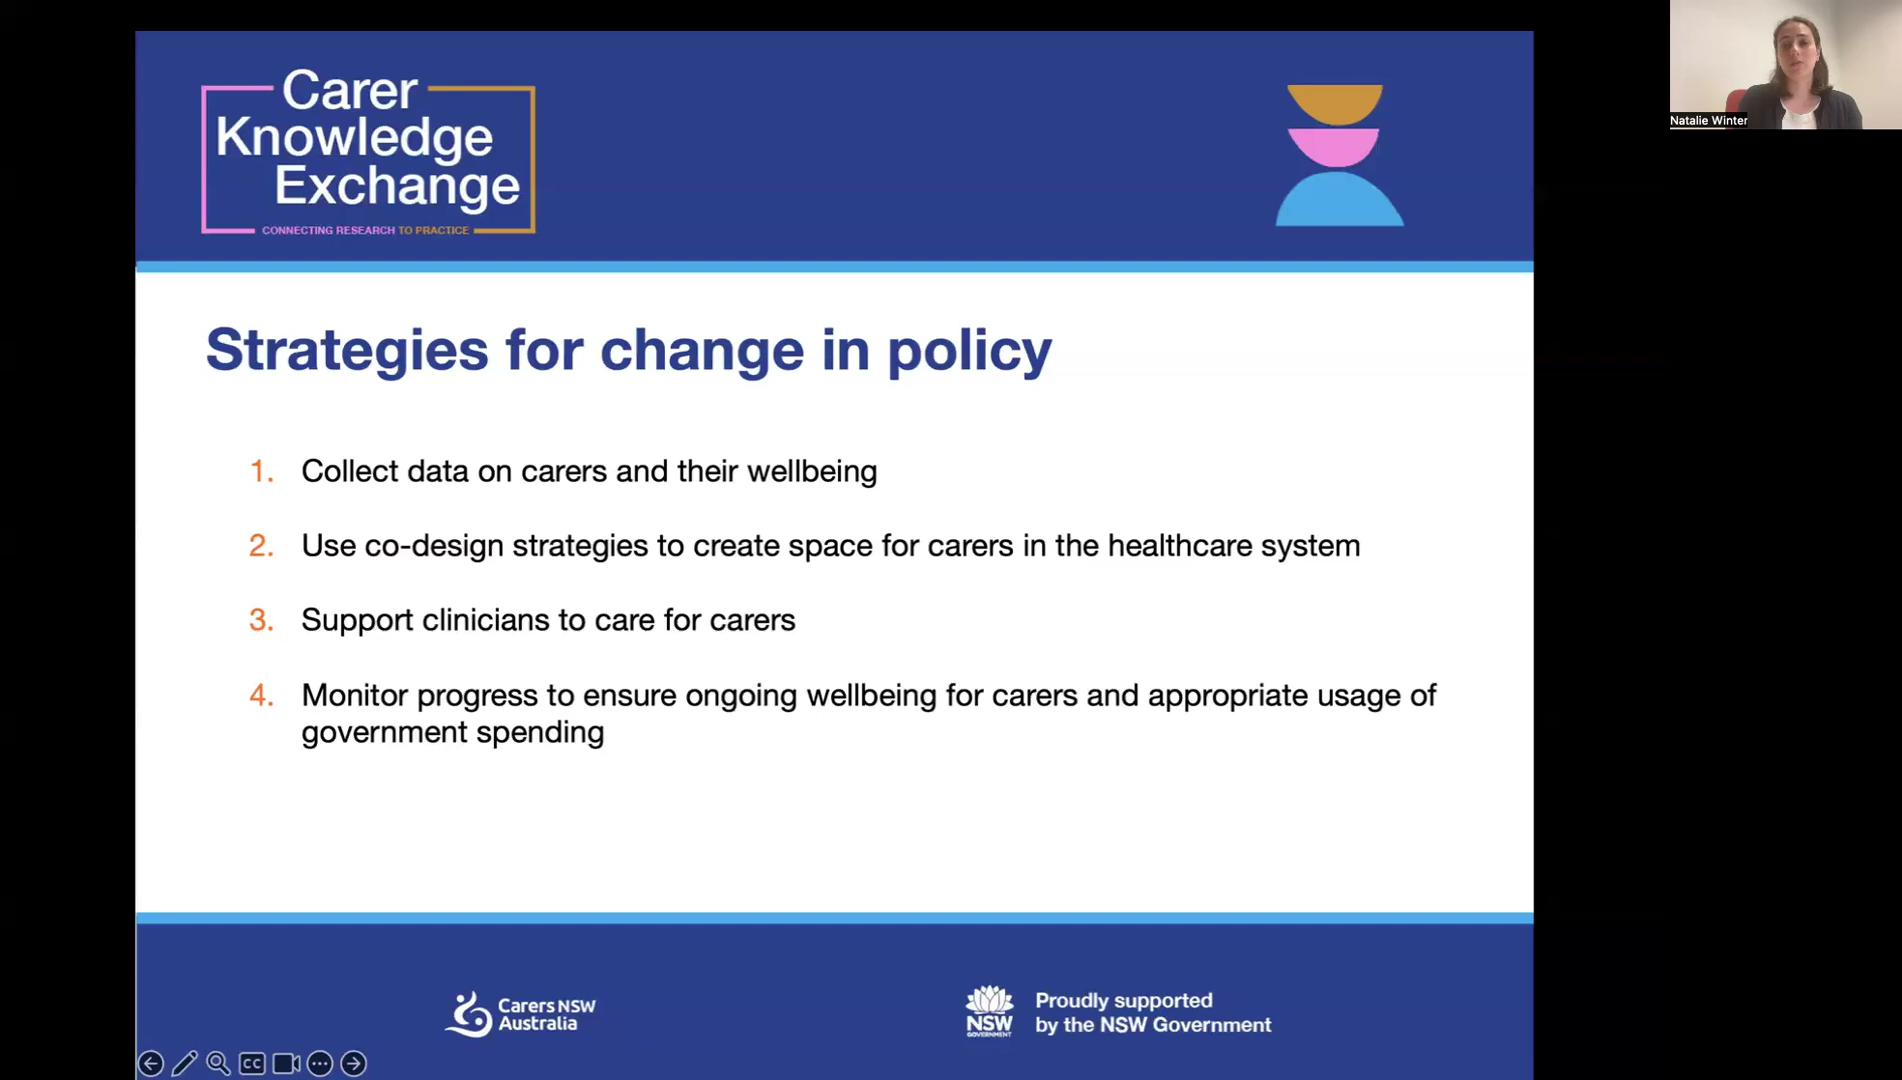 Carer
Knowledge
Exchange
CONNECTING RESEARCH TO PRACTICE
Natalie Winter
Strategies for change in policy
1. Collect data on carers and their wellbeing
2. Use co-design strategies to create space for carers in the healthcare system
3. Support clinicians to care for carers
4. Monitor progress to ensure ongoing wellbeing for carers and appropriate usage of
government spending
Carers NSW
Australia
NSW
GOVERNMENT
Proudly supported
by the NSW Government
CC